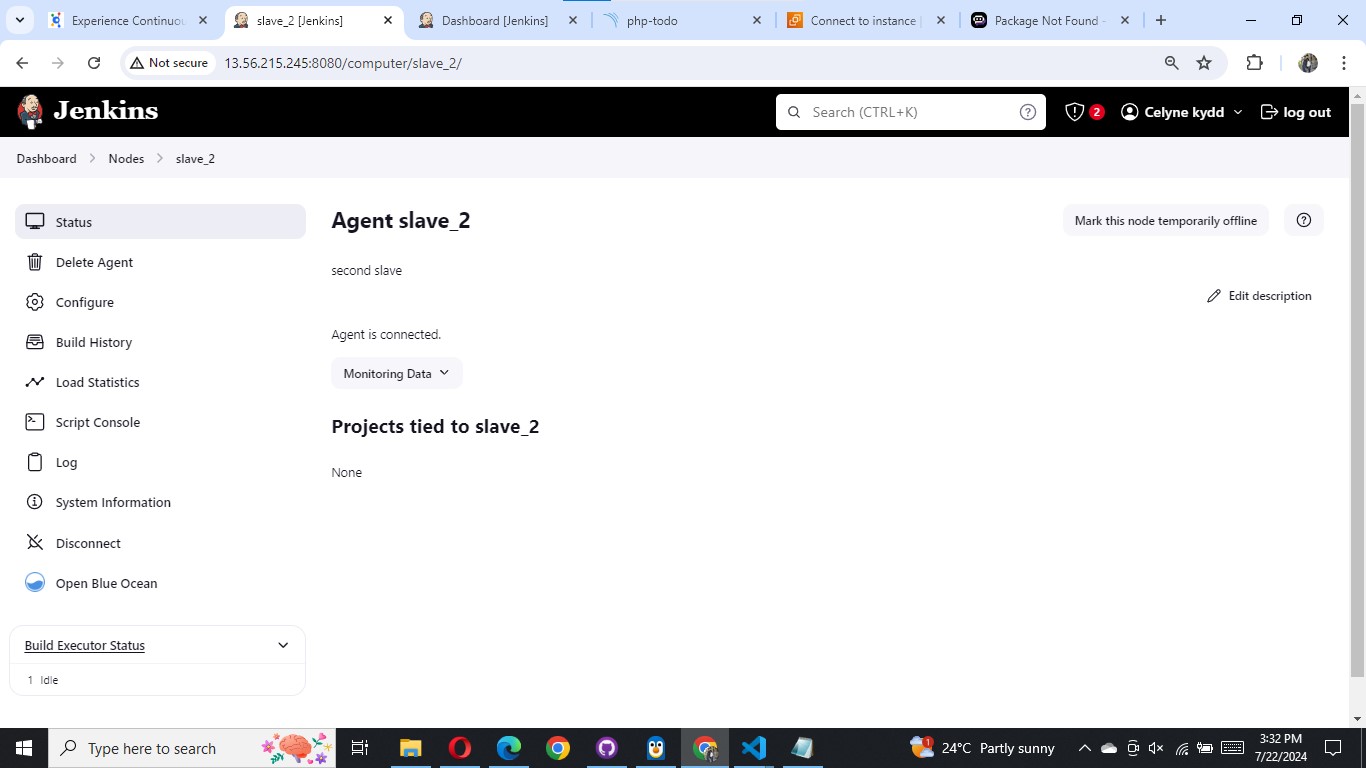 Experience Continuou
slave_2 [Jenkins]
Dashboard [Jenkins]
php-todo
Connect to instance |
Package Not Found -
Not secure
13.56.215.245:8080/computer/slave_2/
Jenkins
Search (CTRL+K)
2
Celyne kydd
log out
Dashboard
Nodes
slave_2
Status
Delete Agent
Configure
Build History
Load Statistics
Script Console
Log
System Information
Disconnect
Open Blue Ocean
Build Executor Status
1 Idle
Agent slave_2
Mark this node temporarily offline
second slave
Edit description
Agent is connected.
Monitoring Data
Projects tied to slave_2
None
Type here to search
1
24°C Partly sunny
3:32 PM
7/22/2024